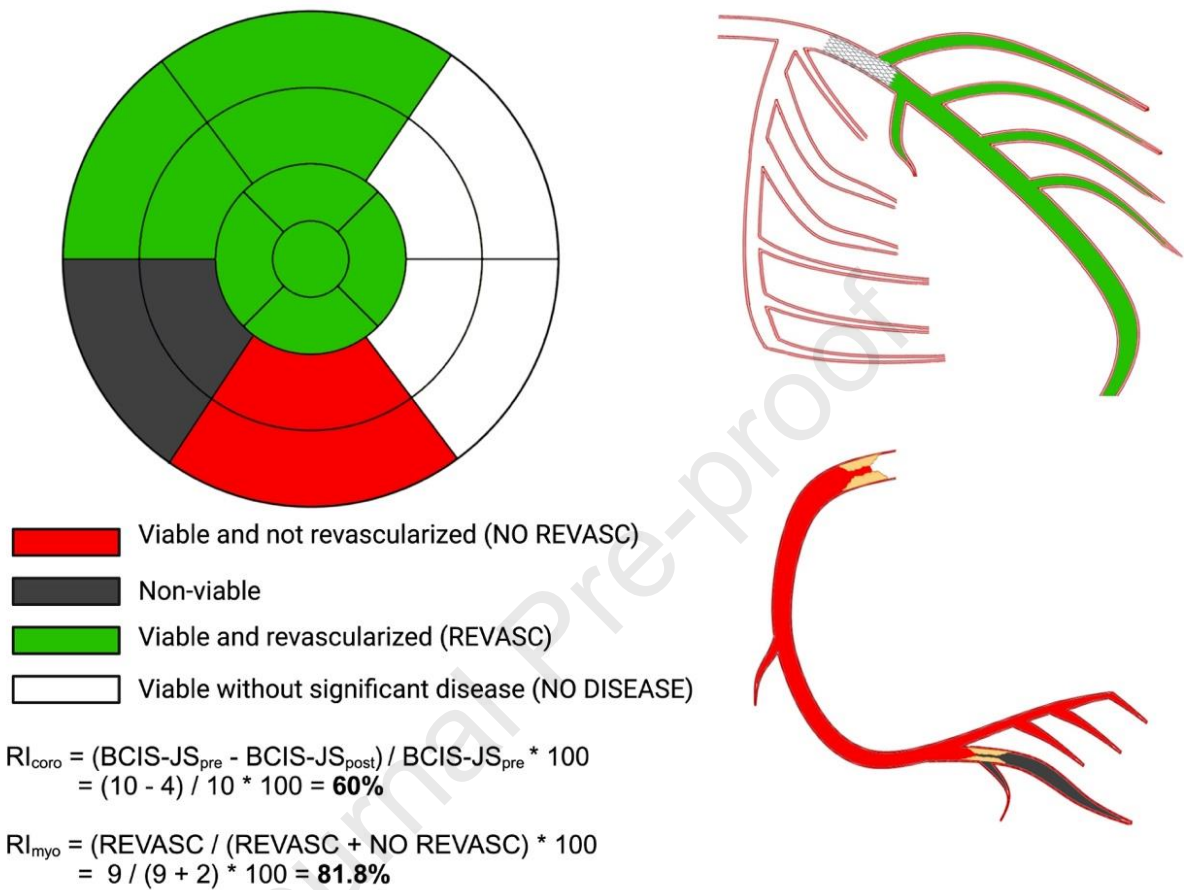 Viable and not revascularized (NO REVASC)
Non-viable
Viable and revascularized (REVASC)
Viable without significant disease (NO DISEASE)
RIcoro = (BCIS-JSpre - BCIS-JSpost) / BCIS-JSpre * 100
= (10 - 4) / 10 * 100 = 60%
RImyo = (REVASC / (REVASC + NO REVASC) * 100
= 9 / (9 + 2) * 100 = 81.8%
Journal Pre-proof